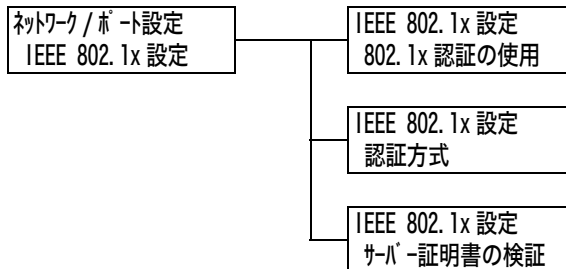 ﾈｯﾄﾜｰｸ / ﾎﾟｰﾄ設定
IEEE 802.1x 設定
IEEE 802.1x 設定
802.1x 認証の使用
IEEE 802.1x 設定
認証方式
IEEE 802.1x 設定
ｻｰﾊﾞｰ証明書の検証